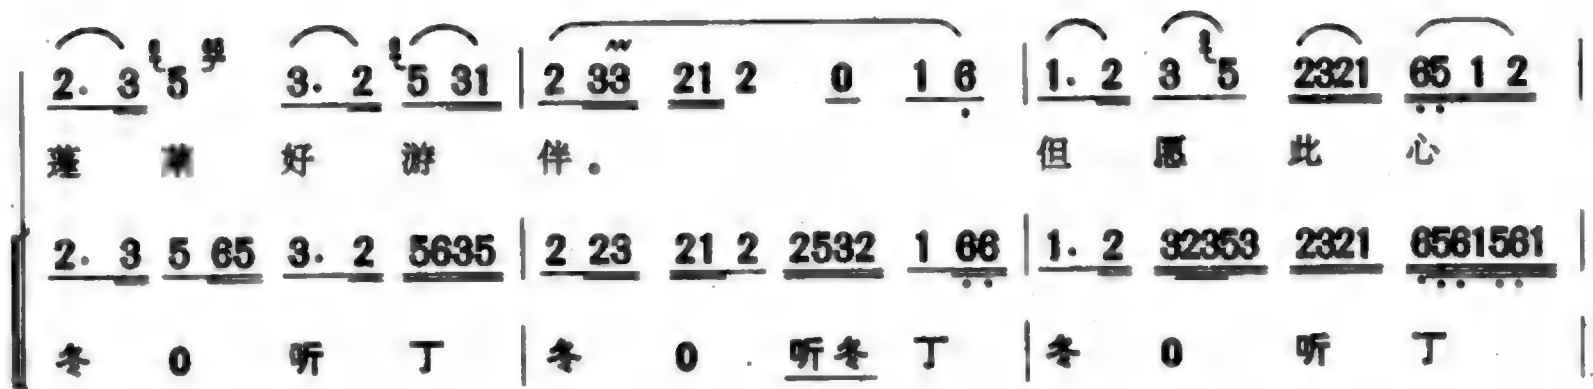 2. 3 5 3. 2 5 31 | 2 33 21 2 0 1 6 | 1. 2 3 5 2321 65 1 2 |
蓬莱好游伴。但愿此心
2. 3 5 65 3. 2 5635 | 2 23 21 2 2532 1 66 | 1. 2 32353 2321 6561561 |
冬 0 听 丁 | 冬 0 听冬 丁 | 冬 0 听 丁 |